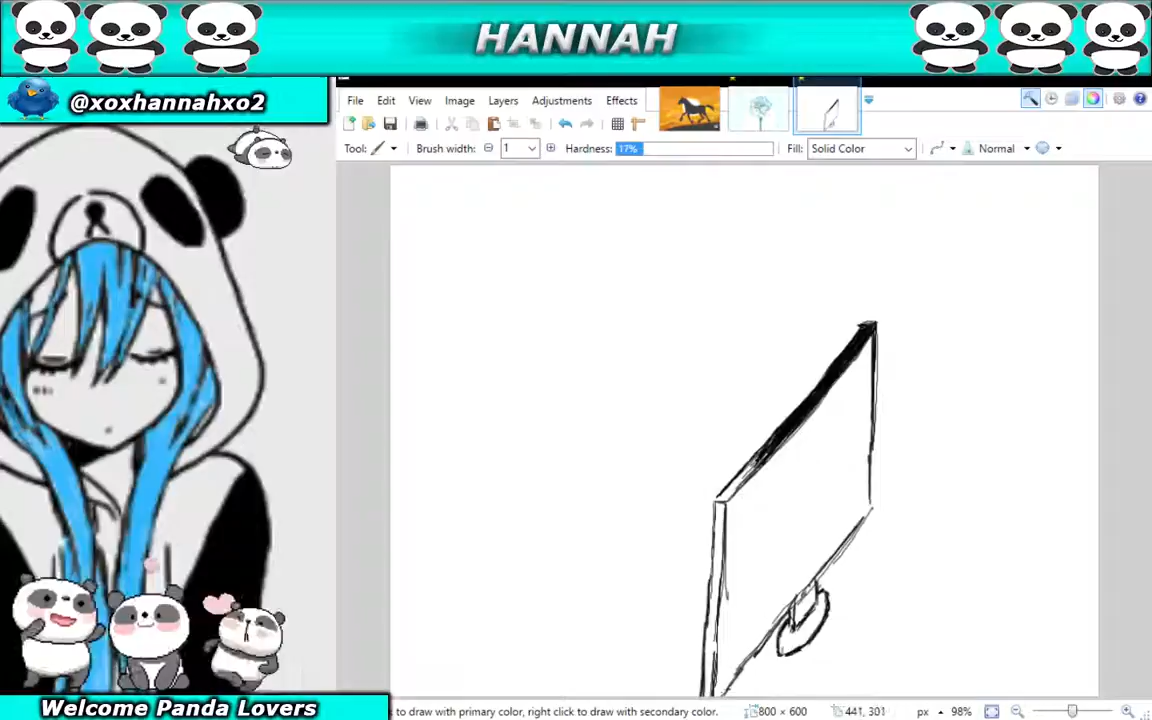 HANNAH
@xoxhannahxo2
File Edit View Image Layers Adjustments Effects
Tool: Brush width: 1 Hardness: 17% Fill: Solid Color Normal
Welcome Panda Lovers
to draw with primary color, right click to draw with secondary color. 800 × 600 441, 301 px 98%